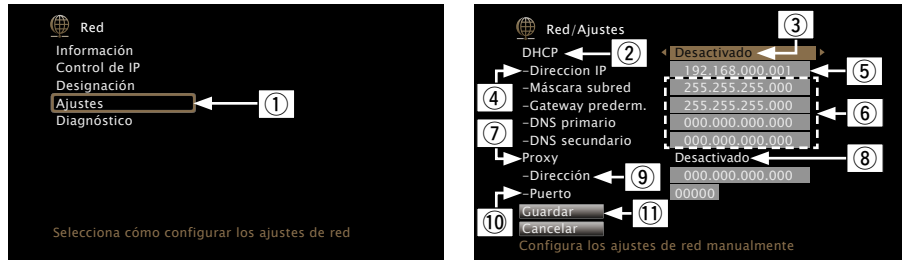 Red
Información
Control de IP
Designación
Ajustes
①
Diagnóstico
Selecciona cómo configurar los ajustes de red
Red/Ajustes
③
DHCP ② Desactivado
–Direccion IP 192.168.000.001 ⑤
④ –Máscara subred 255.255.255.000
–Gateway prederm. 255.255.255.000 ⑥
–DNS primario 000.000.000.000
⑦ –DNS secundario 000.000.000.000
Proxy Desactivado ⑧
–Dirección ⑨ 000.000.000.000
–Puerto 00000
⑩ Guardar ⑪
Cancelar
Configura los ajustes de red manualmente